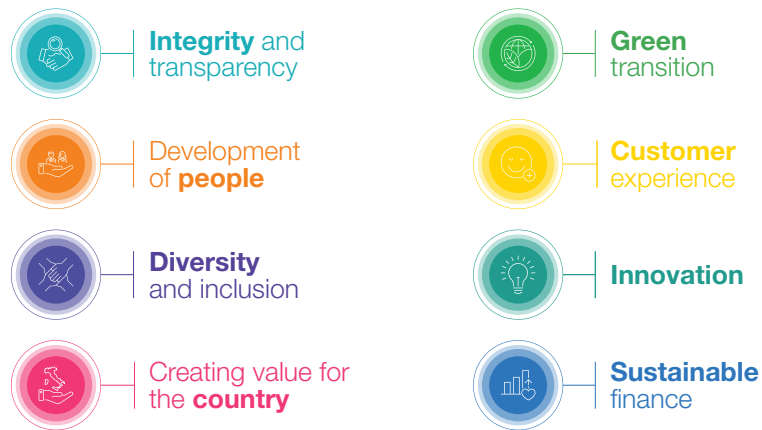 Integrity and
transparency
Development
of people
Diversity
and inclusion
Creating value for
the country
Green
transition
Customer
experience
Innovation
Sustainable
finance